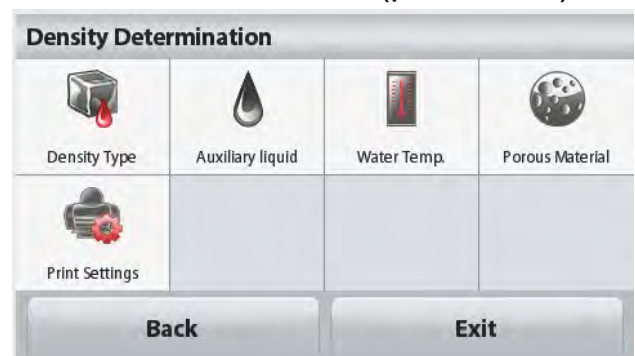 Density Determination
Density Type
Auxiliary liquid
Water Temp.
Porous Material
Print Settings
Back
Exit